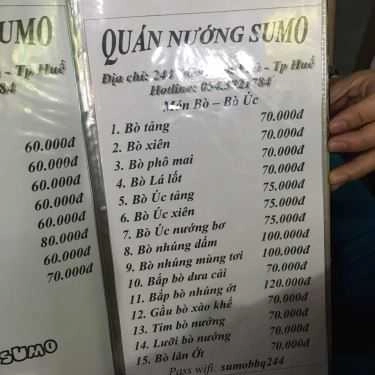 SUMO
- Tp Huế
84
60.000đ
60.000đ
60.000đ
60.000đ
60.000đ
80.000đ
60.000đ
70.000đ
SUMO
QUÁN NƯỚNG SUMO
Địa chỉ: 244 - Tp Huế
Hotline: 054.3921784
Món Bò – Bò Úc
1. Bò tảng 70.000đ
2. Bò xiên 70.000đ
3. Bò phô mai 70.000đ
4. Bò Lá lốt 70.000đ
5. Bò Úc tảng 75.000đ
6. Bò Úc xiên 75.000đ
7. Bò Úc nướng bơ 75.000đ
8. Bò nhúng dấm 100.000đ
9. Bò nhúng mùng tơi 100.000đ
10. Bắp bò dưa cải 70.000đ
11. Bắp bò nhúng ớt 120.000đ
12. Gầu bò xào khế 70.000đ
13. Tim bò nướng 70.000đ
14. Lưỡi bò nướng 70.000đ
15. Bò lăn Ớt 70.000đ
Pass wifi: sumobbq244